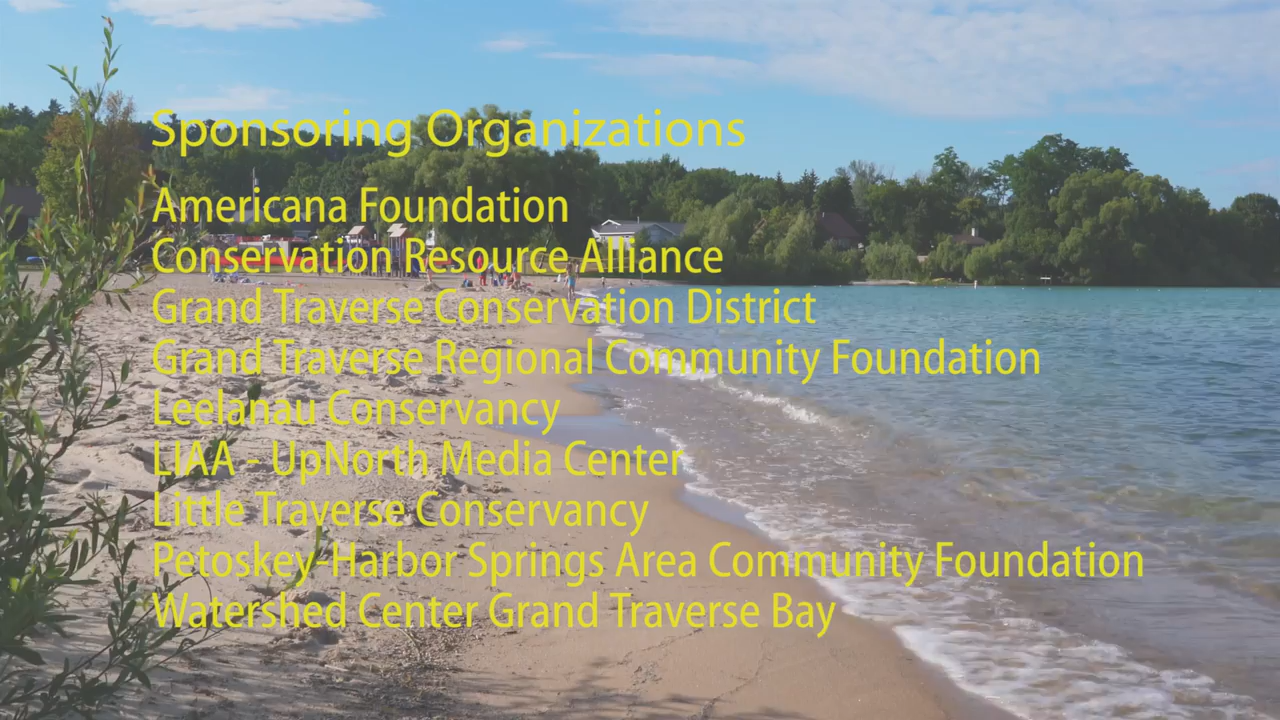 Sponsoring Organizations
Americana Foundation
Conservation Resource Alliance
Grand Traverse Conservation District
Grand Traverse Regional Community Foundation
Leelanau Conservancy
LIAA - UpNorth Media Center
Little Traverse Conservancy
Petoskey-Harbor Springs Area Community Foundation
Watershed Center Grand Traverse Bay